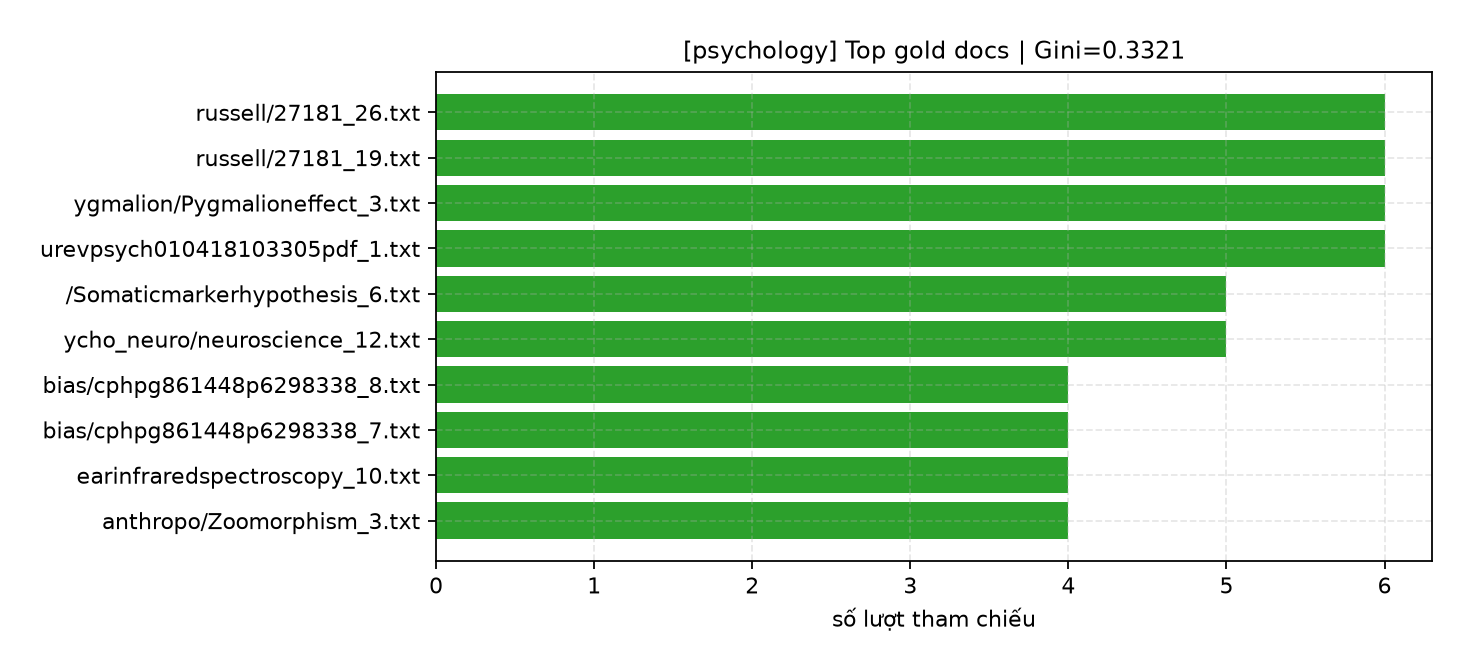 [psychology] Top gold docs | Gini=0.3321
russell/27181_26.txt
russell/27181_19.txt
ygmalion/Pygmalioneffect_3.txt
urevpsych010418103305pdf_1.txt
/Somaticmarkerhypothesis_6.txt
ycho_neuro/neuroscience_12.txt
bias/cphpg861448p6298338_8.txt
bias/cphpg861448p6298338_7.txt
earinfraredspectroscopy_10.txt
anthropo/Zoomorphism_3.txt
0 1 2 3 4 5 6
số lượt tham chiếu